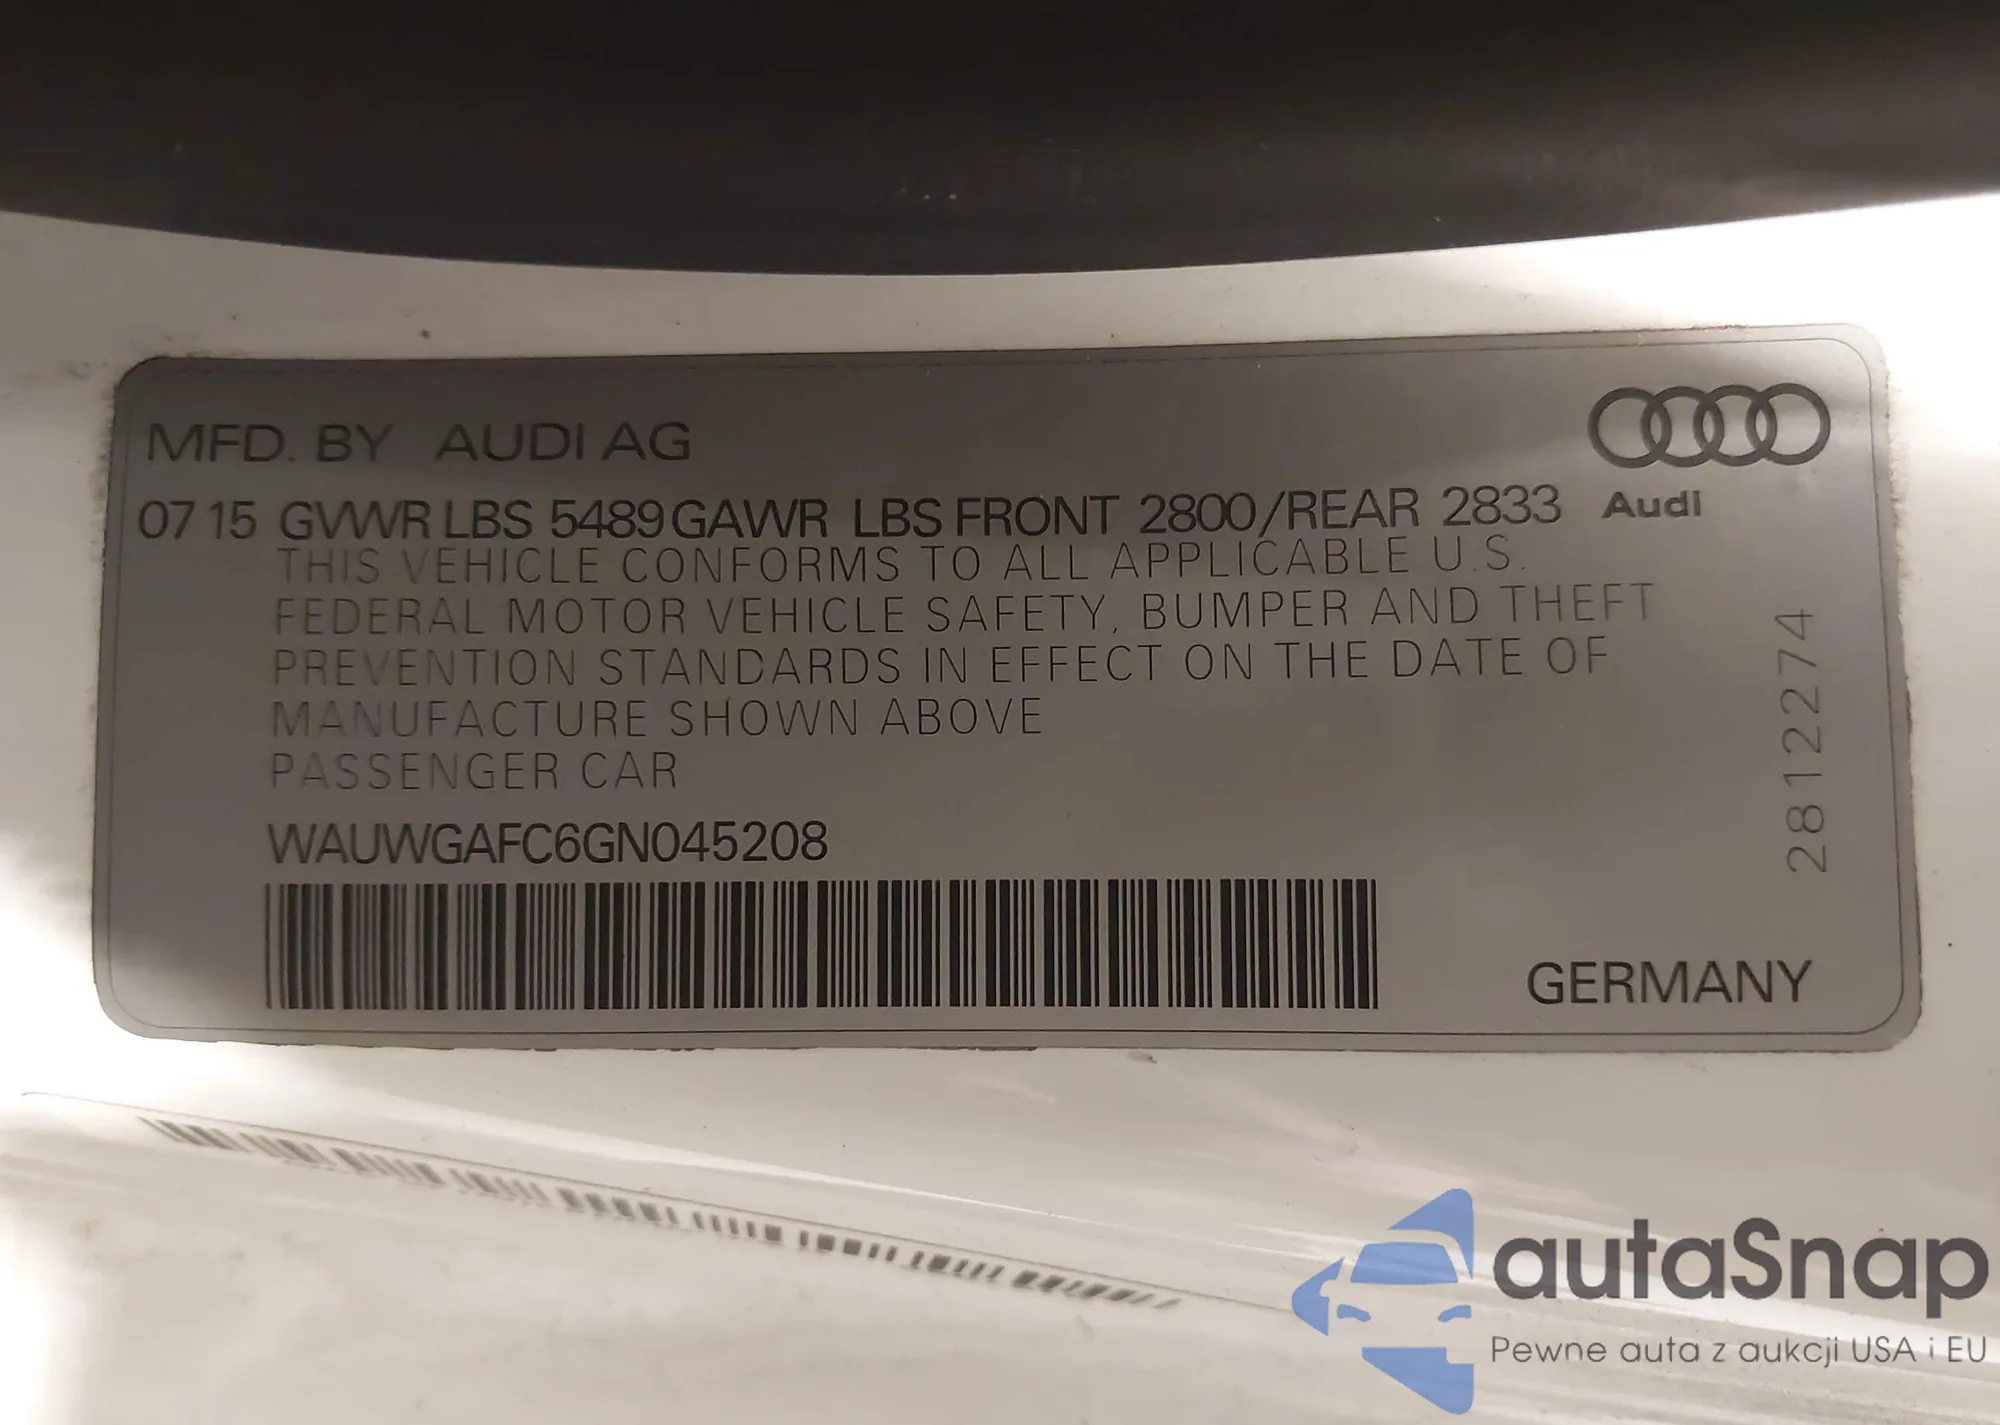 MFD. BY AUDI AG
07 15 GVWR LBS 5489 GAWR LBS FRONT 2800/REAR 2833
Audi
THIS VEHICLE CONFORMS TO ALL APPLICABLE U.S.
FEDERAL MOTOR VEHICLE SAFETY, BUMPER AND THEFT
PREVENTION STANDARDS IN EFFECT ON THE DATE OF
MANUFACTURE SHOWN ABOVE
PASSENGER CAR
WAUWGAFC6GN045208
2812274
GERMANY
autaSnap
Pewne auta z aukcji USA i EU